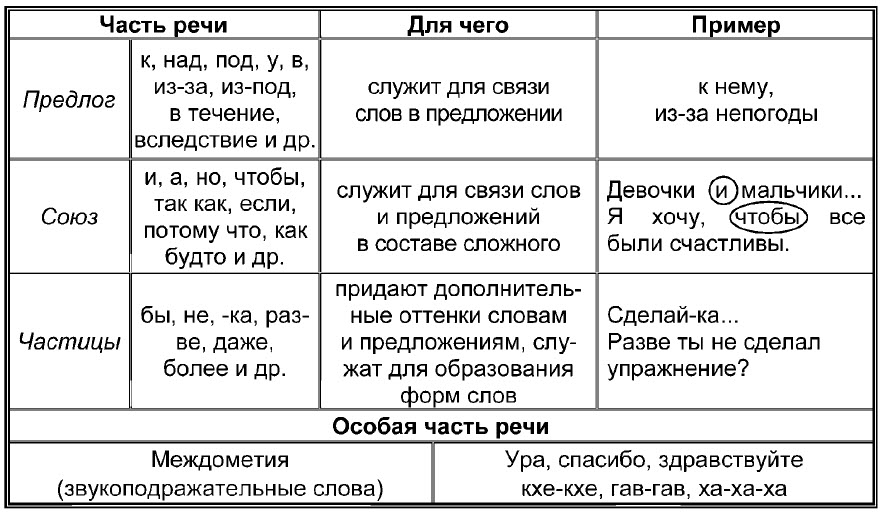 Часть речи
Для чего
Пример
Предлог
к, над, под, у, в,
из-за, из-под,
в течение,
вследствие и др.
служит для связи
слов в предложении
к нему,
из-за непогоды
Союз
и, а, но, чтобы,
так как, если,
потому что, как
будто и др.
служит для связи слов
и предложений
в составе сложного
Девочки и мальчики...
Я хочу, чтобы все
были счастливы.
Частицы
бы, не, -ка, раз-
ве, даже,
более и др.
придают дополнитель-
ные оттенки словам
и предложениям, слу-
жат для образования
форм слов
Сделай-ка...
Разве ты не сделал
упражнение?
Особая часть речи
Междометия
(звукоподражательные слова)
Ура, спасибо, здравствуйте
кхе-кхе, гав-гав, ха-ха-ха